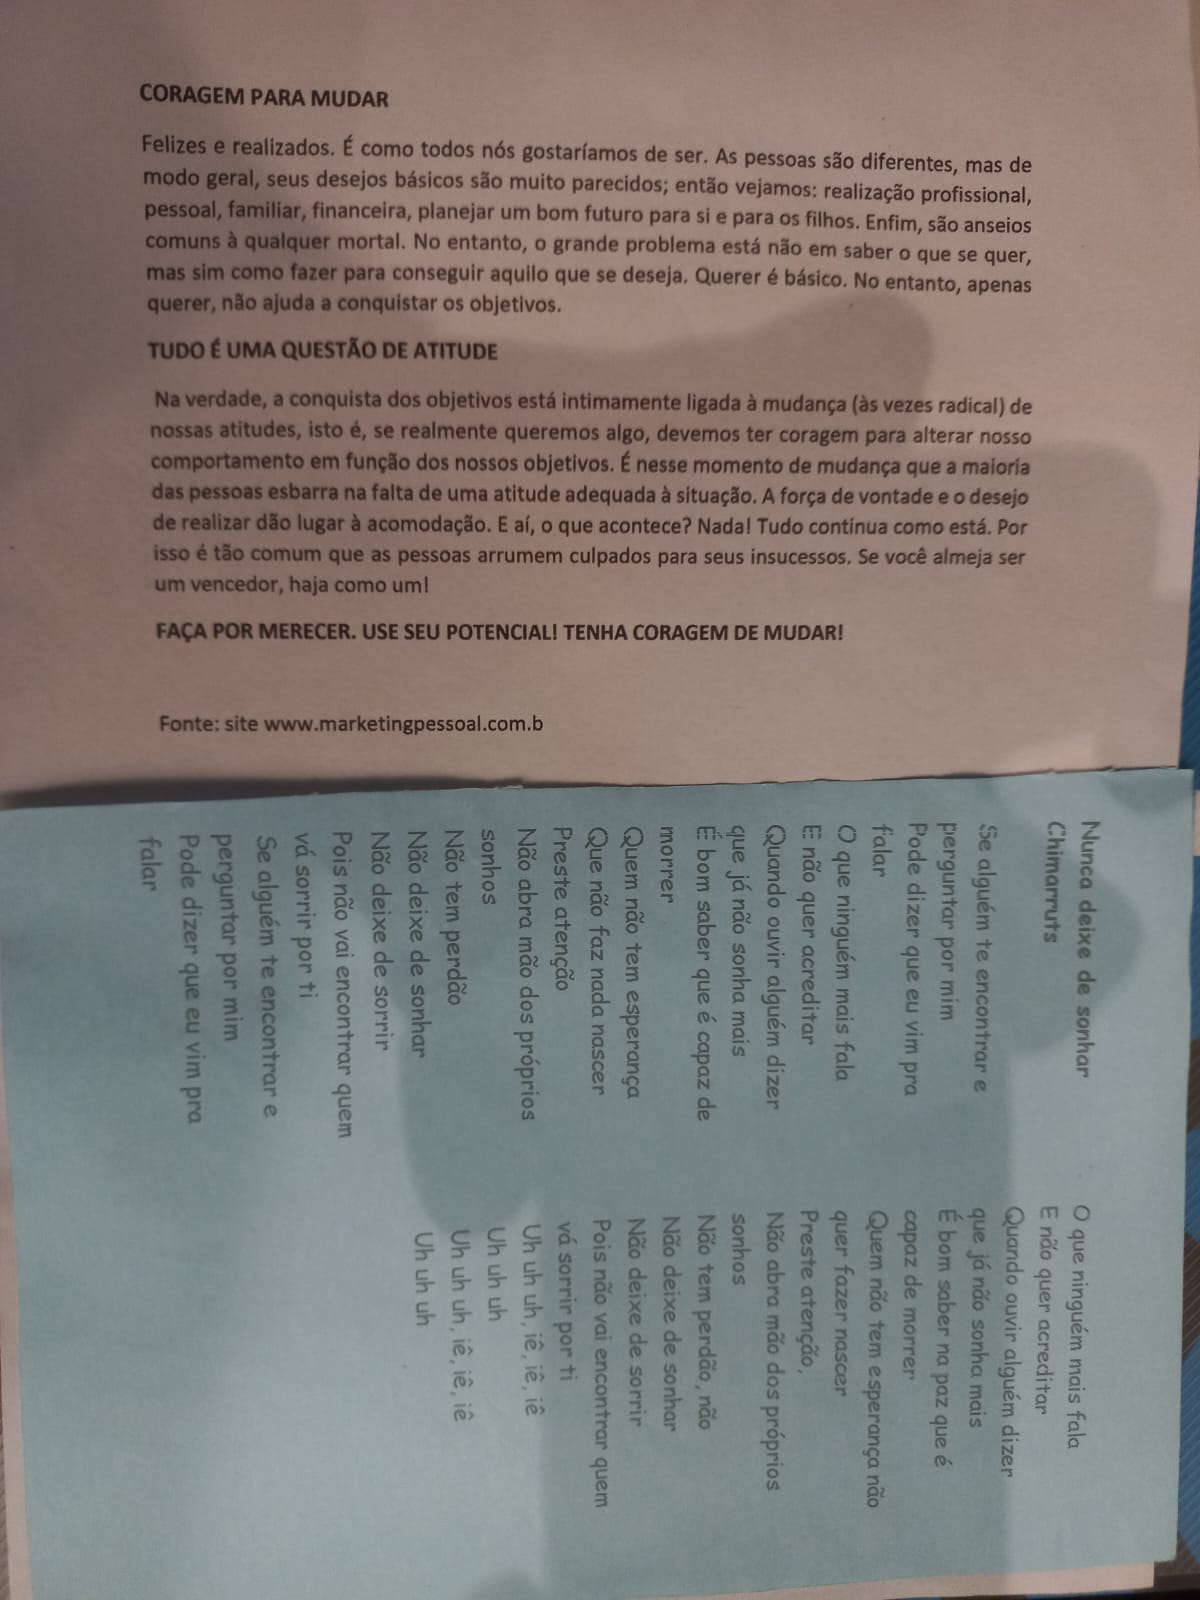 CORAGEM PARA MUDAR
Felizes e realizados. É como todos nós gostaríamos de ser. As pessoas são diferentes, mas de
modo geral, seus desejos básicos são muito parecidos; então vejamos: realização profissional,
pessoal, familiar, financeira, planejar um bom futuro para si e para os filhos. Enfim, são anseios
comuns à qualquer mortal. No entanto, o grande problema está não em saber o que se quer,
mas sim como fazer para conseguir aquilo que se deseja. Querer é básico. No entanto, apenas
querer, não ajuda a conquistar os objetivos.
TUDO É UMA QUESTÃO DE ATITUDE
Na verdade, a conquista dos objetivos está intimamente ligada à mudança (às vezes radical) de
nossas atitudes, isto é, se realmente queremos algo, devemos ter coragem para alterar nosso
comportamento em função dos nossos objetivos. É nesse momento de mudança que a maioria
das pessoas esbarra na falta de uma atitude adequada à situação. A força de vontade e o desejo
de realizar dão lugar à acomodação. E aí, o que acontece? Nada! Tudo continua como está. Por
isso é tão comum que as pessoas arrumem culpados para seus insucessos. Se você almeja ser
um vencedor, haja como um!
FAÇA POR MERECER. USE SEU POTENCIAL! TENHA CORAGEM DE MUDAR!
Fonte: site www.marketingpessoal.com.b
Nunca deixe de sonhar
Chimarruts
Se alguém te encontrar e
perguntar por mim
Pode dizer que eu vim pra
falar
O que ninguém mais fala
E não quer acreditar
Quando ouvir alguém dizer
que já não sonha mais
É bom saber que é capaz de
morrer
Quem não tem esperança
Que não faz nada nascer
Preste atenção
Não abra mão dos próprios
sonhos
Não tem perdão
Não deixe de sonhar
Não deixe de sorrir
Pois não vai encontrar quem
vá sorrir por ti
Se alguém te encontrar e
perguntar por mim
Pode dizer que eu vim pra
falar
O que ninguém mais fala
E não quer acreditar
Quando ouvir alguém dizer
que já não sonha mais
É bom saber na paz que é
capaz de morrer
Quem não tem esperança não
quer fazer nascer
Preste atenção,
Não abra mão dos próprios
sonhos
Não tem perdão, não
Não deixe de sonhar
Não deixe de sorrir
Pois não vai encontrar quem
vá sorrir por ti
Uh uh uh, iê, iê, iê
Uh uh uh
Uh uh uh, iê, iê, iê
Uh uh uh